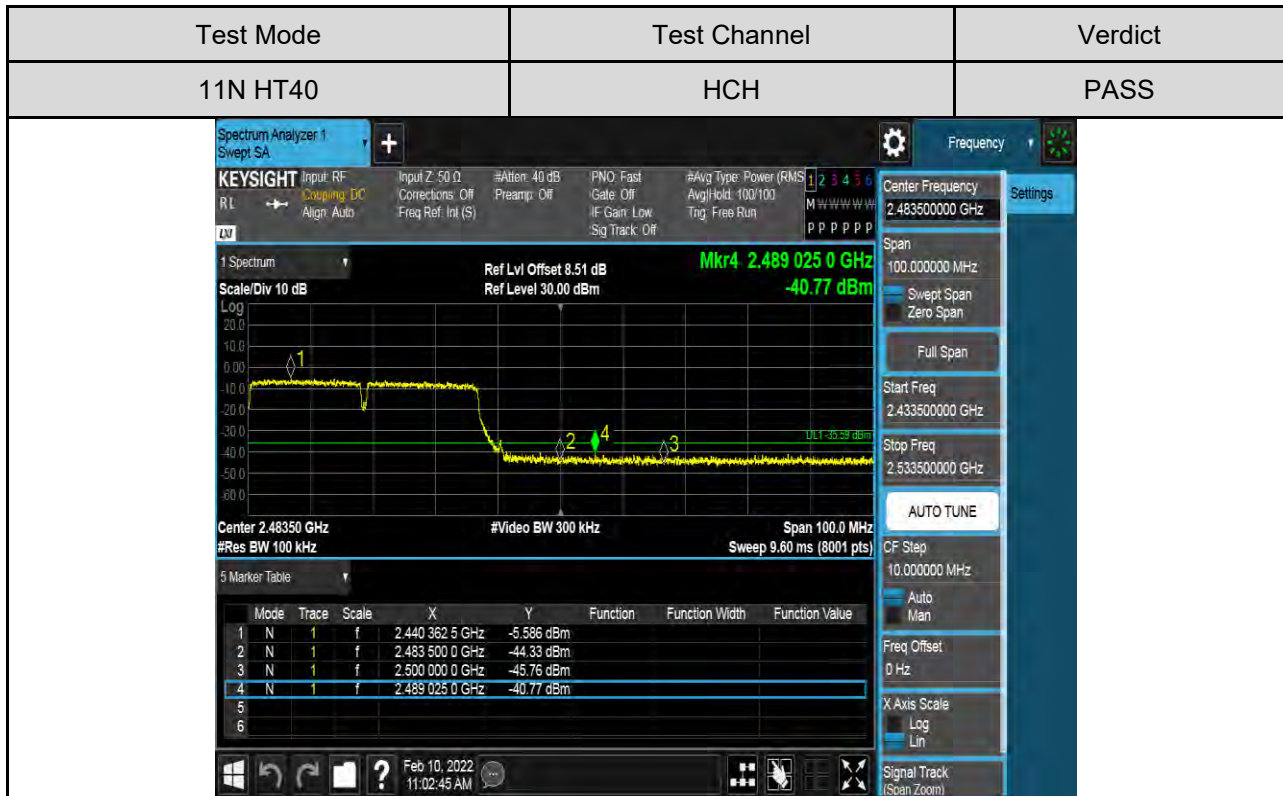 Test Mode Test Channel Verdict
11N HT40 HCH PASS
Spectrum Analyzer 1
Swept SA
+
Frequency
KEYSIGHT Input: RF Input Z: 50 Ω #Atten: 40 dB PNO: Fast #Avg Type: Power (RMS 1 2 3 4 5 6
RL Coupling: DC Corrections: Off Preamp: Off Gate: Off Avg|Hold: 100/100 M W W W W W
Align: Auto Freq Ref: Int (S) IF Gain: Low Trig: Free Run
LXI Sig Track: Off P P P P P P
Center Frequency
2.483500000 GHz
Settings
1 Spectrum Ref Lvl Offset 8.51 dB Mkr4 2.489 025 0 GHz
Scale/Div 10 dB Ref Level 30.00 dBm -40.77 dBm
Log
20.0
10.0
0.00
-10.0
-20.0
-30.0
-40.0
-50.0
-60.0
1
2
4
3
DL1 -35.59 dBm
Center 2.48350 GHz #Video BW 300 kHz Span 100.0 MHz
#Res BW 100 kHz Sweep 9.60 ms (8001 pts)
Span
100.000000 MHz
Swept Span
Zero Span
Full Span
Start Freq
2.433500000 GHz
Stop Freq
2.533500000 GHz
AUTO TUNE
CF Step
10.000000 MHz
Auto
Man
Freq Offset
0 Hz
X Axis Scale
Log
Lin
Signal Track
(Span Zoom)
5 Marker Table
Mode Trace Scale X Y Function Function Width Function Value
1 N 1 f 2.440 362 5 GHz -5.586 dBm
2 N 1 f 2.483 500 0 GHz -44.33 dBm
3 N 1 f 2.500 000 0 GHz -45.76 dBm
4 N 1 f 2.489 025 0 GHz -40.77 dBm
5
6
?
Feb 10, 2022
11:02:45 AM